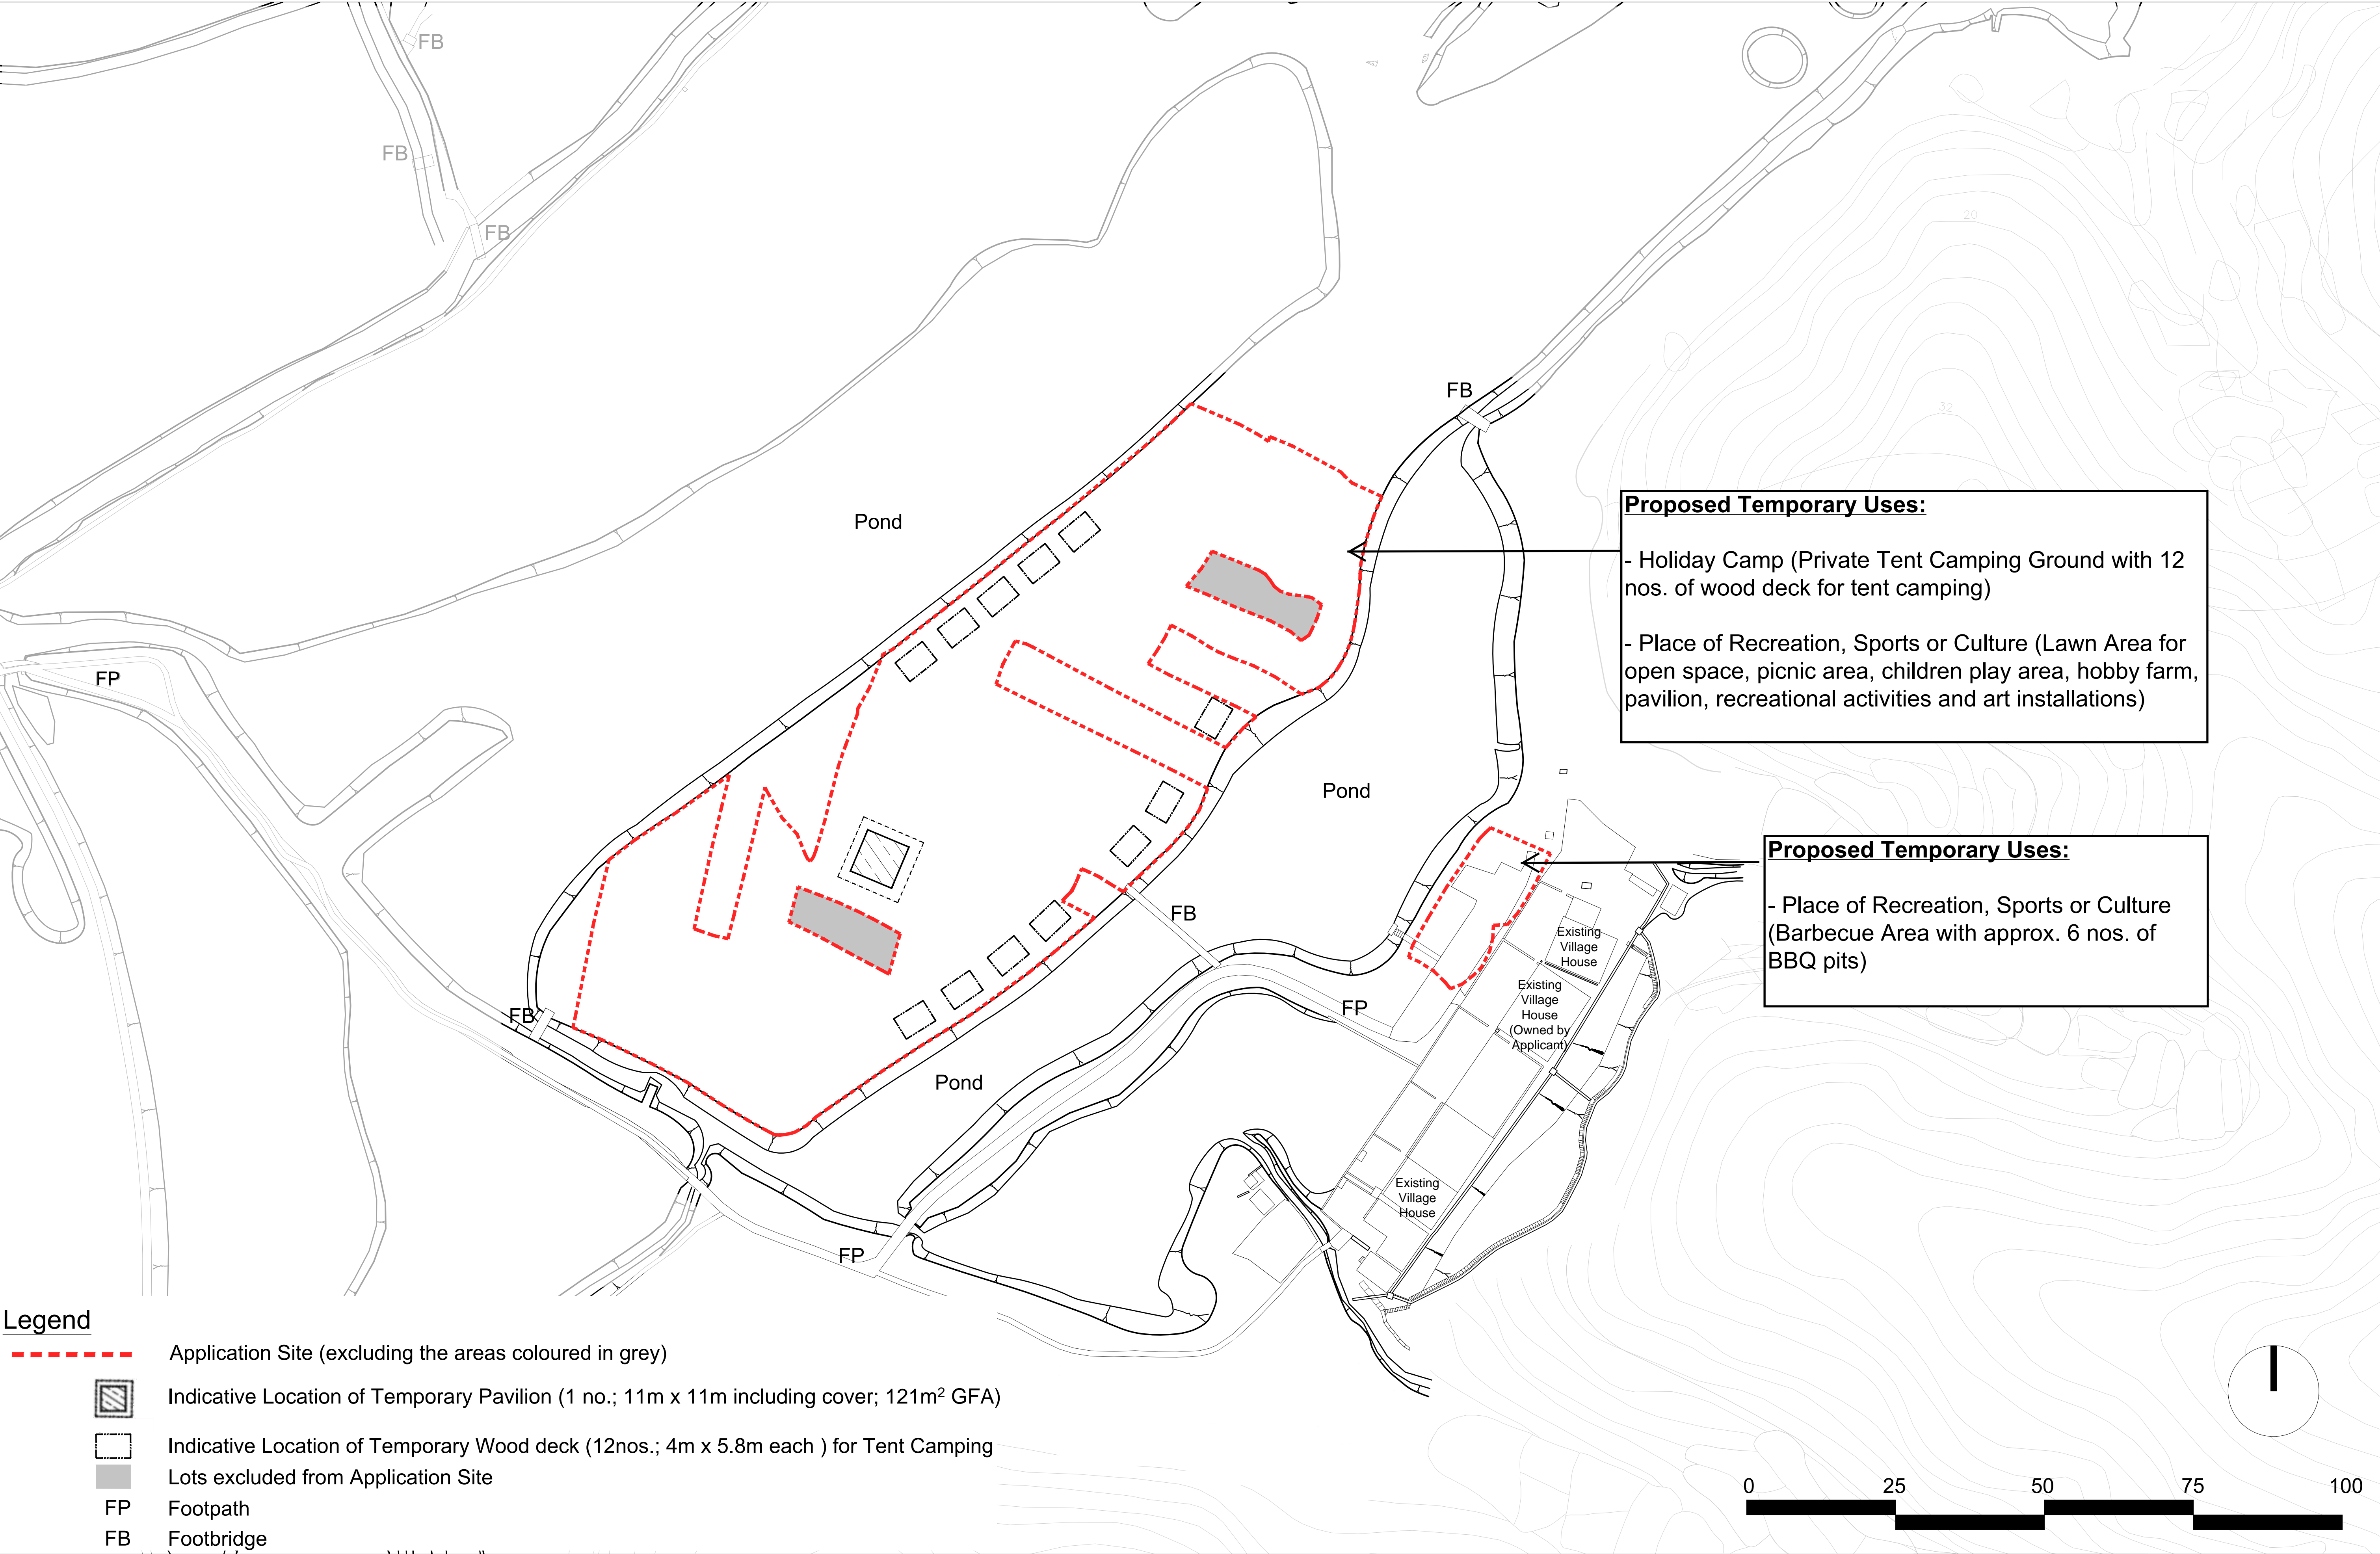 FB
FB
FB
20
32
FB
Pond
Proposed Temporary Uses:
- Holiday Camp (Private Tent Camping Ground with 12
nos. of wood deck for tent camping)
- Place of Recreation, Sports or Culture (Lawn Area for
open space, picnic area, children play area, hobby farm,
pavilion, recreational activities and art installations)
FP
Pond
Proposed Temporary Uses:
- Place of Recreation, Sports or Culture
(Barbecue Area with approx. 6 nos. of
BBQ pits)
FB
Existing
Village
House
Existing
Village
House
(Owned by
Applicant)
FP
FB
Pond
Existing
Village
House
FP
Legend
Application Site (excluding the areas coloured in grey)
Indicative Location of Temporary Pavilion (1 no.; 11m x 11m including cover; 121m² GFA)
Indicative Location of Temporary Wood deck (12nos.; 4m x 5.8m each ) for Tent Camping
Lots excluded from Application Site
FP Footpath
FB Footbridge
0 25 50 75 100